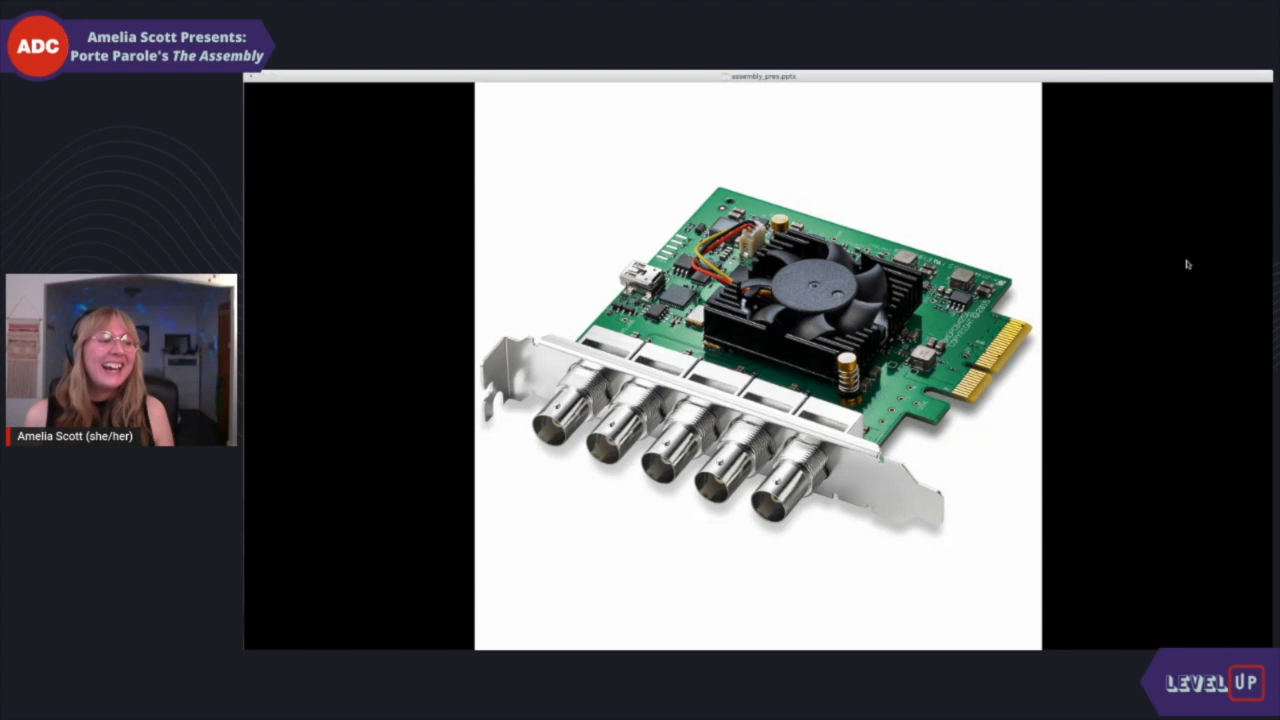 ADC
Amelia Scott Presents:
Porte Parole's The Assembly
assembly_pres.pptx
Amelia Scott (she/her)
LEVEL UP